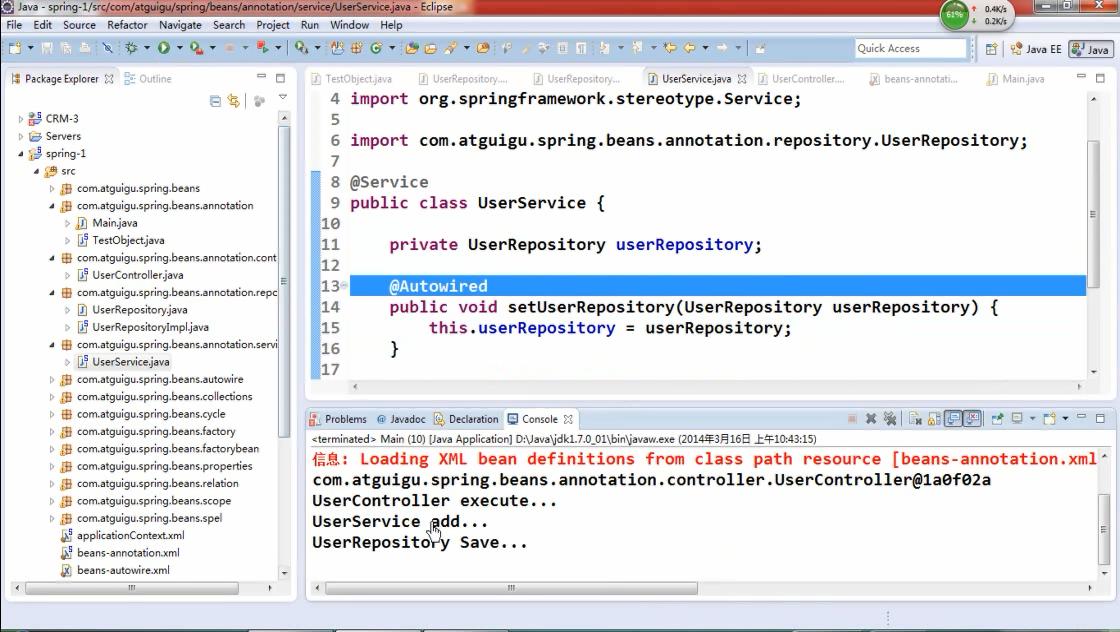 Java - spring-1/src/com/atguigu/spring/beans/annotation/service/UserService.java - Eclipse
61%
0.4K/s
0.2K/s
File Edit Source Refactor Navigate Search Project Run Window Help
Quick Access
Java EE
Java
Package Explorer
Outline
CRM-3
Servers
spring-1
src
com.atguigu.spring.beans
com.atguigu.spring.beans.annotation
Main.java
TestObject.java
com.atguigu.spring.beans.annotation.cont
UserController.java
com.atguigu.spring.beans.annotation.repo
UserRepository.java
UserRepositoryImpl.java
com.atguigu.spring.beans.annotation.servi
UserService.java
com.atguigu.spring.beans.autowire
com.atguigu.spring.beans.collections
com.atguigu.spring.beans.cycle
com.atguigu.spring.beans.factory
com.atguigu.spring.beans.factorybean
com.atguigu.spring.beans.properties
com.atguigu.spring.beans.relation
com.atguigu.spring.beans.scope
com.atguigu.spring.beans.spel
applicationContext.xml
beans-annotation.xml
beans-autowire.xml
TestObject.java UserRepository.... UserRepository... UserService.java UserController.... beans-annotati... Main.java
4 import org.springframework.stereotype.Service;
5
6 import com.atguigu.spring.beans.annotation.repository.UserRepository;
7
8 @Service
9 public class UserService {
10
11 private UserRepository userRepository;
12
13 @Autowired
14 public void setUserRepository(UserRepository userRepository) {
15 this.userRepository = userRepository;
16 }
17
Problems @ Javadoc Declaration Console
<terminated> Main (10) [Java Application] D:\Java\jdk1.7.0_01\bin\javaw.exe (2014年3月16日 上午10:43:15)
信息: Loading XML bean definitions from class path resource [beans-annotation.xml
com.atguigu.spring.beans.annotation.controller.UserController@1a0f02a
UserController execute...
UserService add...
UserRepository Save...